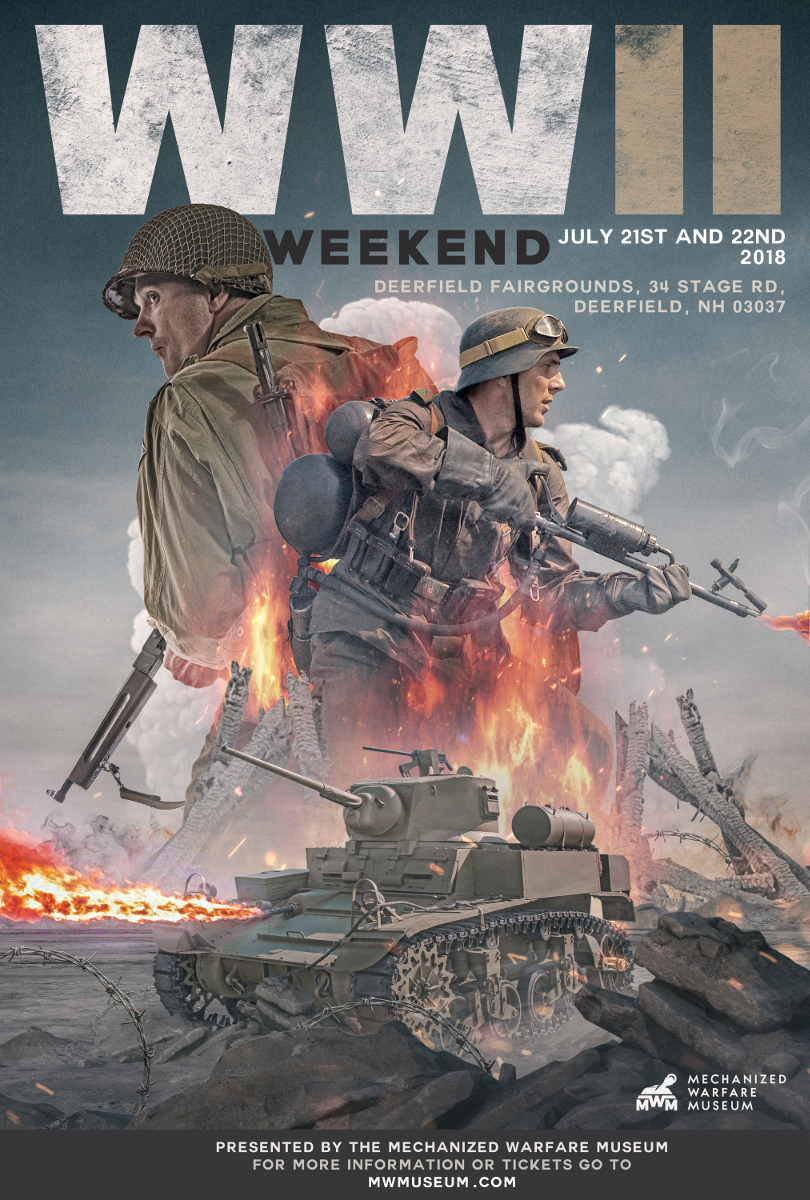 WWII
WEEKEND
JULY 21ST AND 22ND
2018
DEERFIELD FAIRGROUNDS, 34 STAGE RD,
DEERFIELD, NH 03037
MWM
MECHANIZED
WARFARE
MUSEUM
PRESENTED BY THE MECHANIZED WARFARE MUSEUM
FOR MORE INFORMATION OR TICKETS GO TO
MWMUSEUM.COM